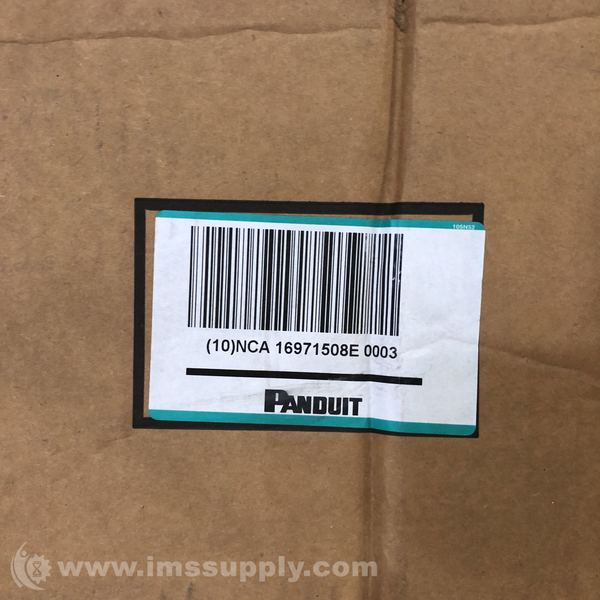 105N53
(10)NCA 16971508E 0003
PANDUIT
www.imssupply.com